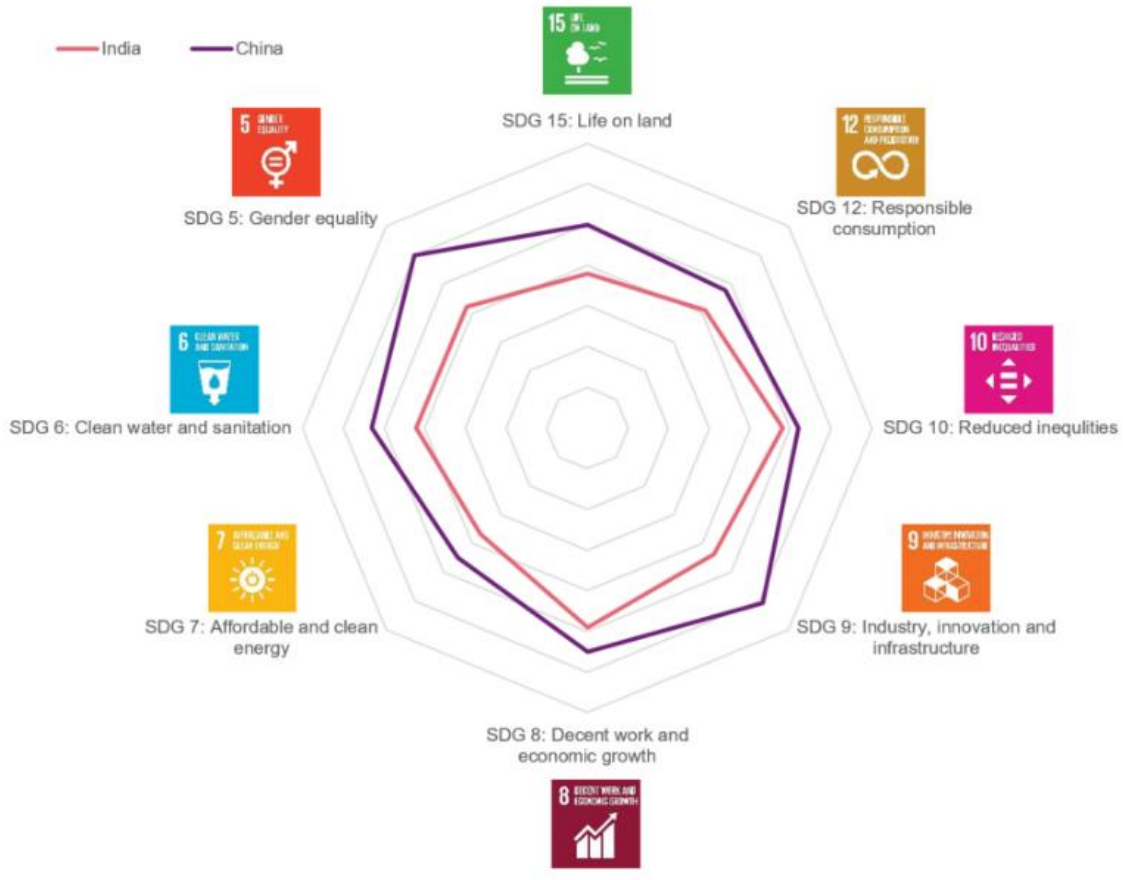 India
China
15 LIFE
ON LAND
SDG 15: Life on land
5 GENDER
EQUALITY
SDG 5: Gender equality
12 RESPONSIBLE
CONSUMPTION
AND PRODUCTION
SDG 12: Responsible
consumption
6 CLEAN WATER
AND SANITATION
SDG 6: Clean water and sanitation
10 REDUCED
INEQUALITIES
SDG 10: Reduced inequlities
7 AFFORDABLE AND
CLEAN ENERGY
SDG 7: Affordable and clean
energy
9 INDUSTRY, INNOVATION
AND INFRASTRUCTURE
SDG 9: Industry, innovation and
infrastructure
SDG 8: Decent work and
economic growth
8 DECENT WORK AND
ECONOMIC GROWTH